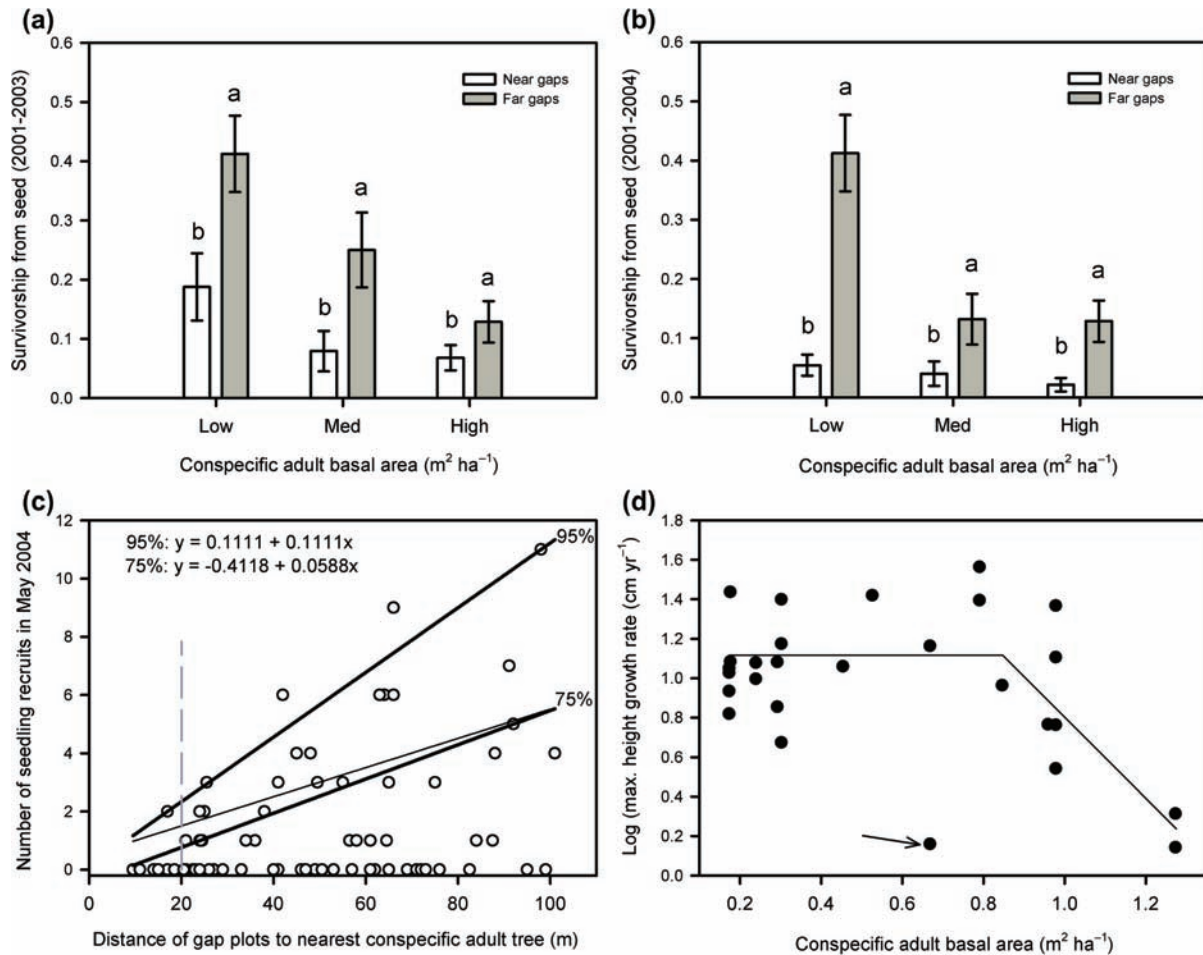 (a)
0.6
0.5
0.4
0.3
0.2
0.1
0.0
Survivorship from seed (2001-2003)
Near gaps
Far gaps
b
a
b
a
b
a
Low Med High
Conspecific adult basal area (m² ha⁻¹)
(b)
0.6
0.5
0.4
0.3
0.2
0.1
0.0
Survivorship from seed (2001-2004)
Near gaps
Far gaps
b
a
b
a
b
a
Low Med High
Conspecific adult basal area (m² ha⁻¹)
(c)
12
10
8
6
4
2
0
Number of seedling recruits in May 2004
95%: y = 0.1111 + 0.1111x
75%: y = -0.4118 + 0.0588x
95%
75%
0 20 40 60 80 100
Distance of gap plots to nearest conspecific adult tree (m)
(d)
1.8
1.6
1.4
1.2
1.0
0.8
0.6
0.4
0.2
0.0
Log (max. height growth rate (cm yr⁻¹)
0.2 0.4 0.6 0.8 1.0 1.2
Conspecific adult basal area (m² ha⁻¹)